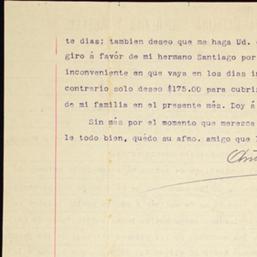 te dias; tambien deseo que me haga Ud.
giro á favor de mi hermano Santiago por
inconveniente en que vaya en los dias i
contrario solo deseo $175.00 para cubri
de mi familia en el presente més. Doy á
Sin más por el momento que merezca
le todo bien, quédo su afmo. amigo que l